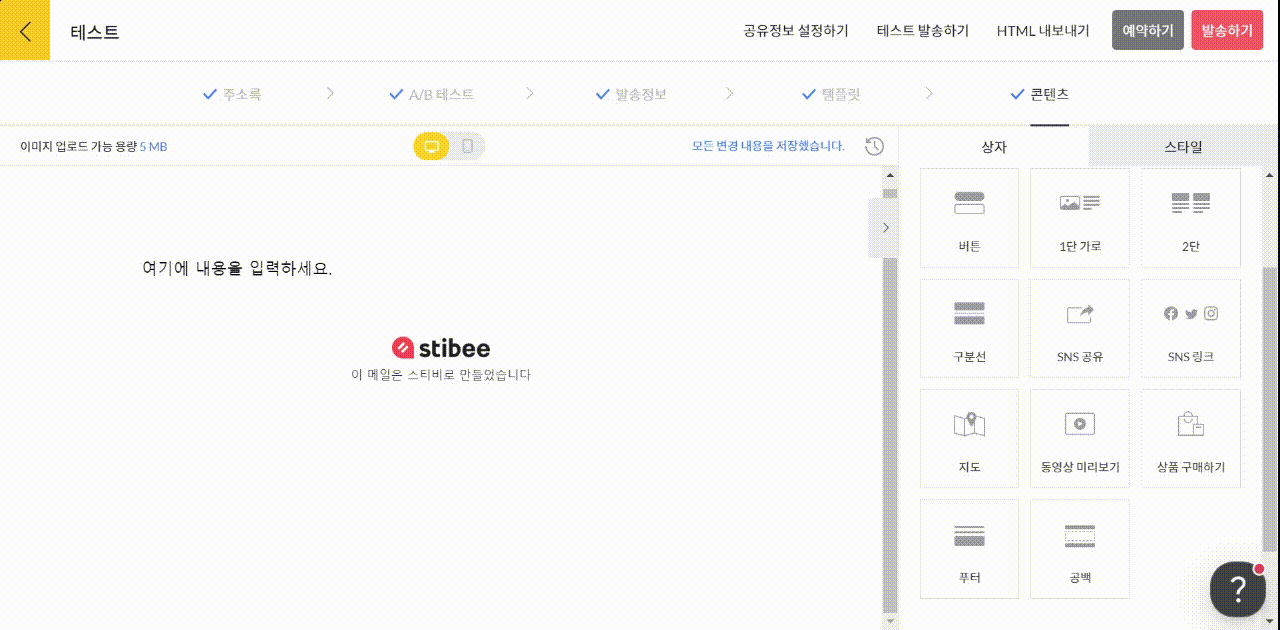 테스트
공유정보 설정하기
테스트 발송하기
HTML 내보내기
예약하기
발송하기
주소록
A/B 테스트
발송정보
템플릿
콘텐츠
이미지 업로드 가능 용량 5 MB
모든 변경 내용을 저장했습니다.
상자
스타일
여기에 내용을 입력하세요.
stibee
이 메일은 스티비로 만들었습니다
버튼
1단 가로
2단
구분선
SNS 공유
SNS 링크
지도
동영상 미리보기
상품 구매하기
푸터
공백
?